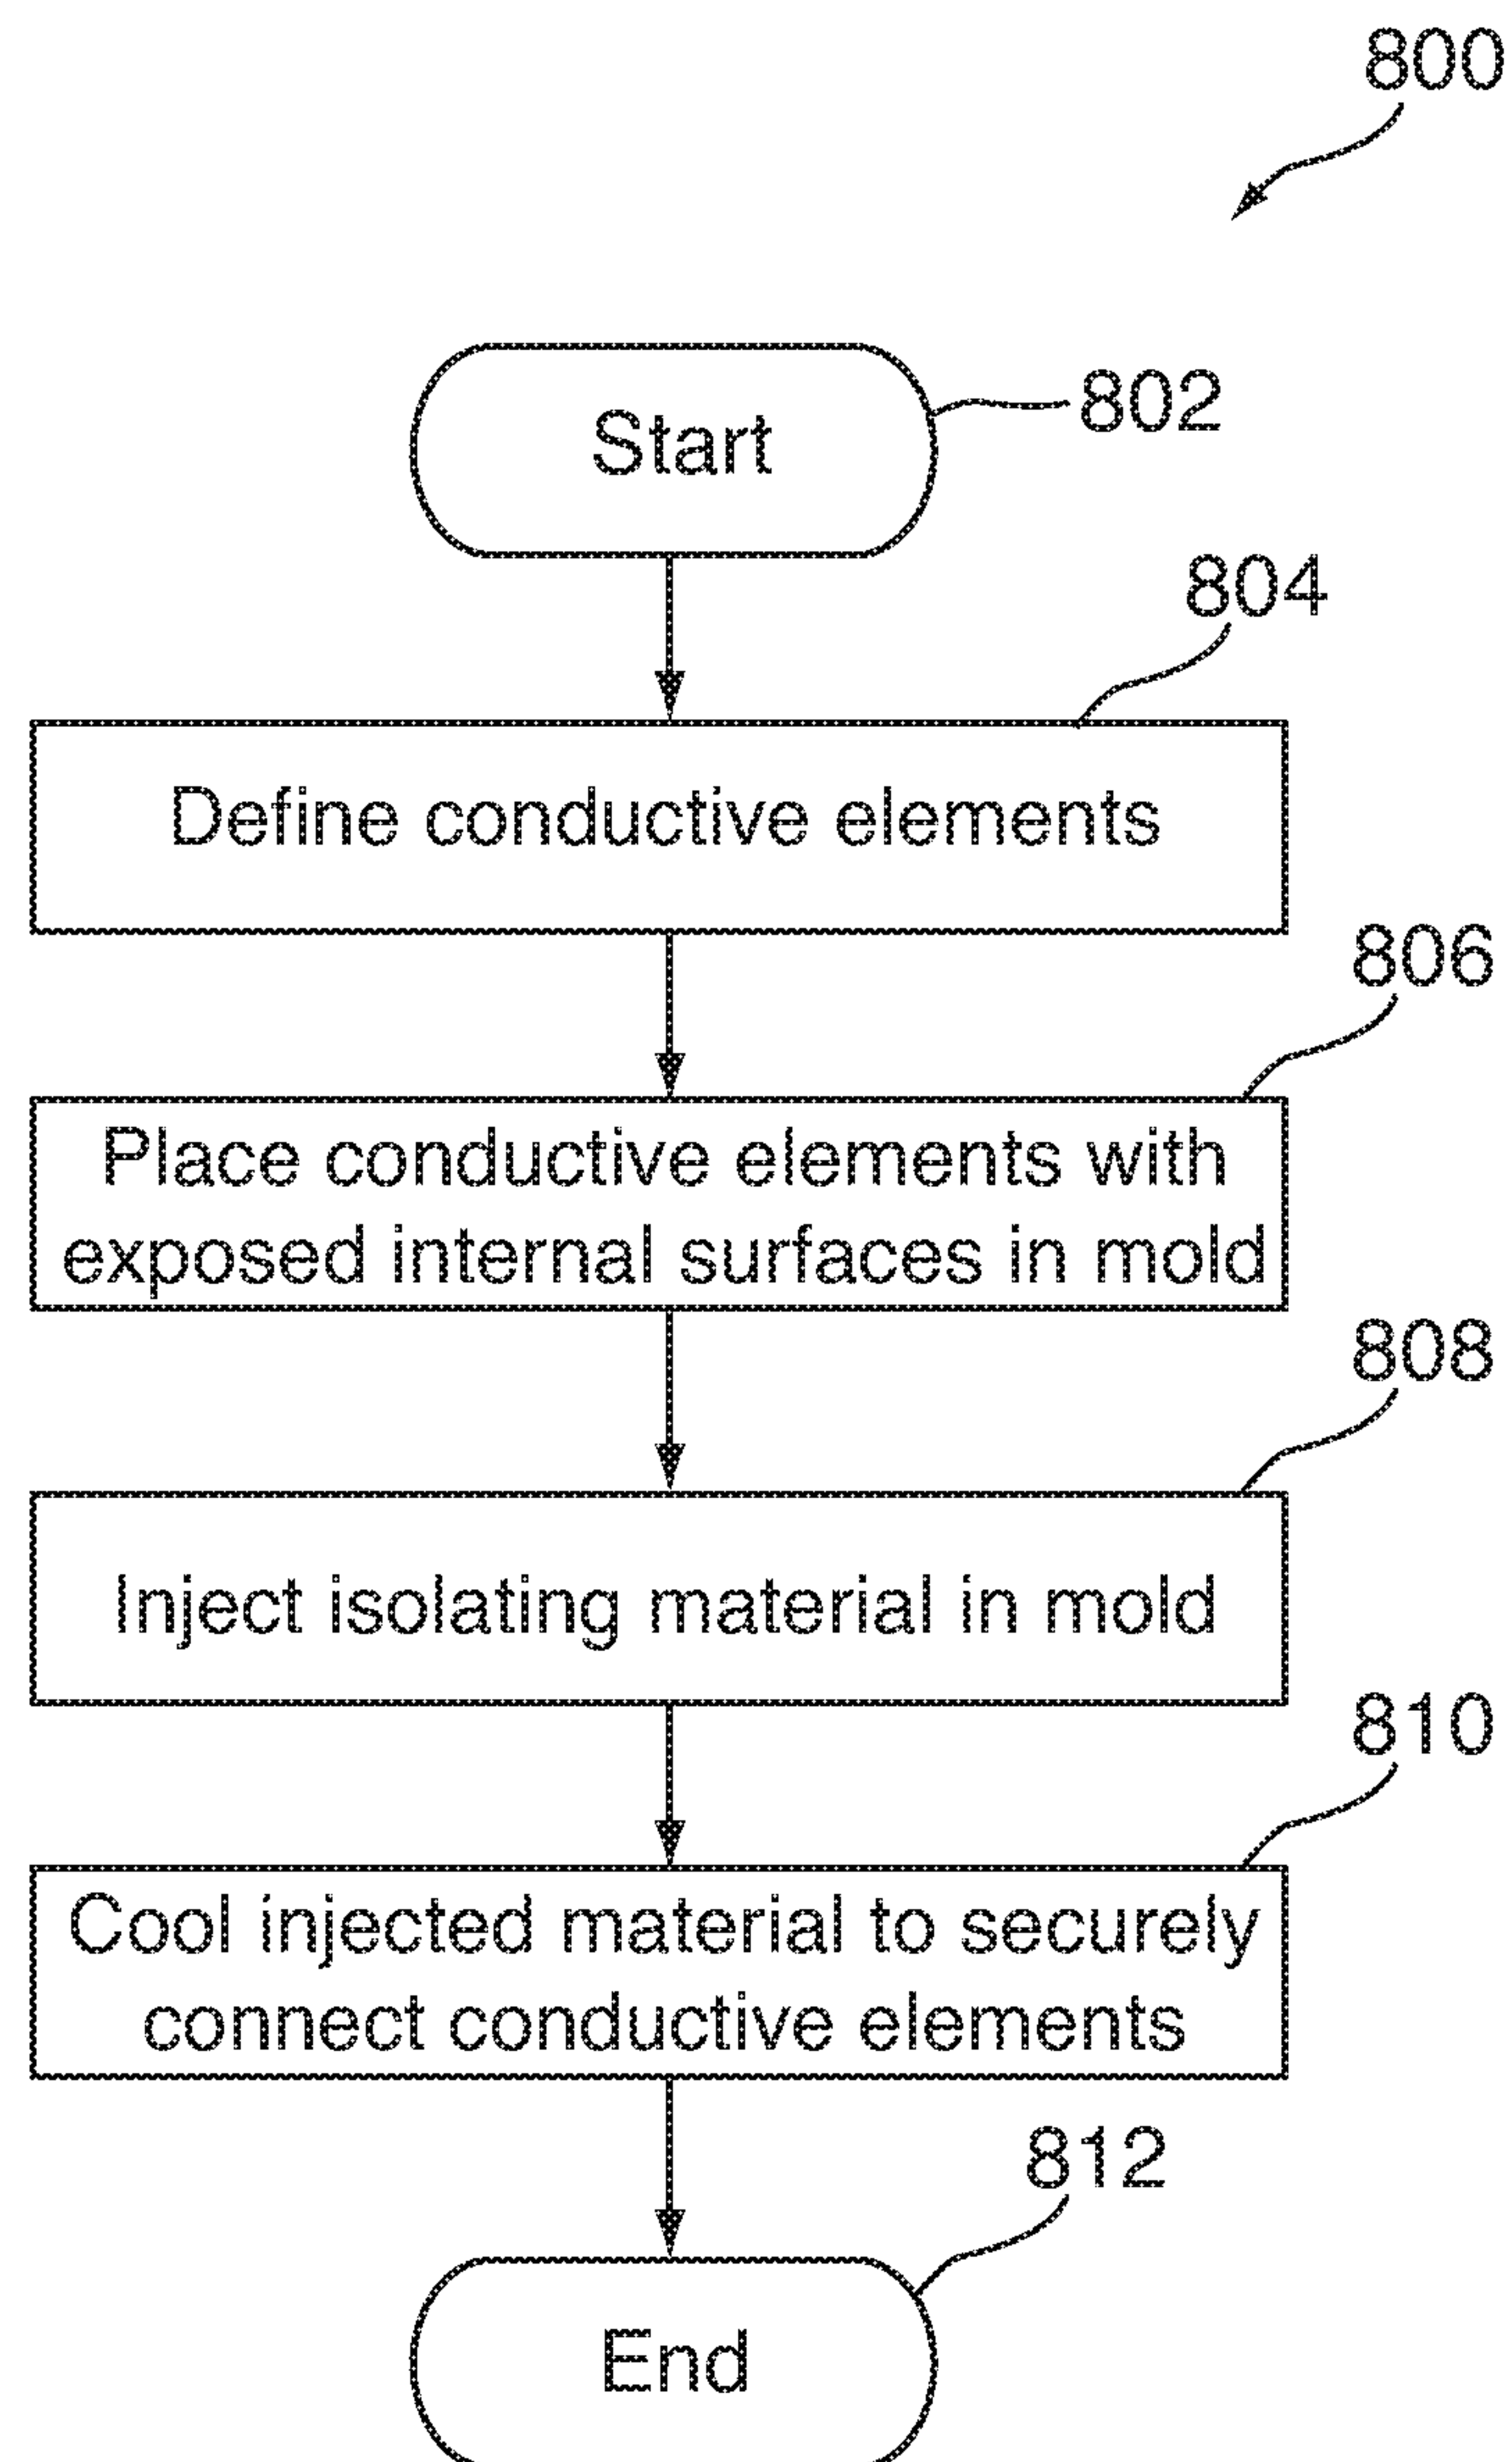 800
Start
802
804
Define conductive elements
806
Place conductive elements with
exposed internal surfaces in mold
808
Inject isolating material in mold
810
Cool injected material to securely
connect conductive elements
812
End